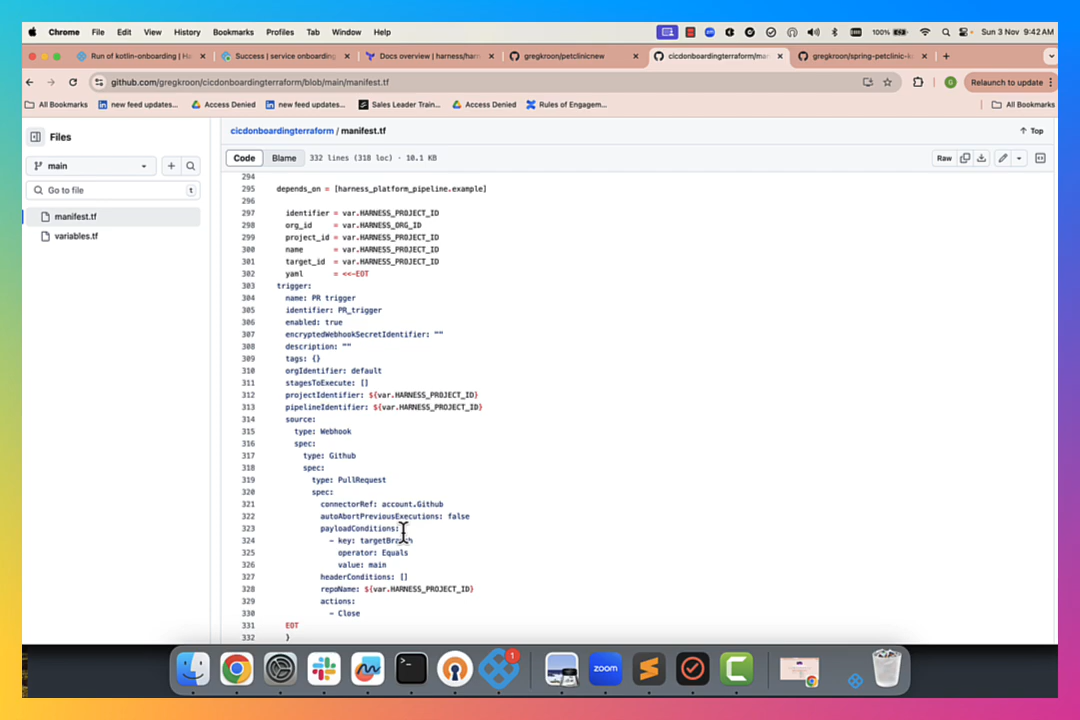 Chrome File Edit View History Bookmarks Profiles Tab Window Help 100% Sun 3 Nov 9:42 AM
Run of kotlin-onboarding | Ha Success | service onboarding Docs overview | harness/harn gregkroon/petclinicnew cicdonboardingterraform/mar gregkroon/spring-petclinic-k
github.com/gregkroon/cicdonboardingterraform/blob/main/manifest.tf G Relaunch to update
All Bookmarks new feed updates... Access Denied new feed updates... Sales Leader Train... Access Denied Rules of Engagem... All Bookmarks
Files cicdonboardingterraform / manifest.tf Top
main Code Blame 332 lines (318 loc) · 10.1 KB Raw
Go to file t
manifest.tf
variables.tf
294
295 depends_on = [harness_platform_pipeline.example]
296
297 identifier = var.HARNESS_PROJECT_ID
298 org_id = var.HARNESS_ORG_ID
299 project_id = var.HARNESS_PROJECT_ID
300 name = var.HARNESS_PROJECT_ID
301 target_id = var.HARNESS_PROJECT_ID
302 yaml = <<-EOT
303 trigger:
304 name: PR trigger
305 identifier: PR_trigger
306 enabled: true
307 encryptedWebhookSecretIdentifier: ""
308 description: ""
309 tags: {}
310 orgIdentifier: default
311 stagesToExecute: []
312 projectIdentifier: ${var.HARNESS_PROJECT_ID}
313 pipelineIdentifier: ${var.HARNESS_PROJECT_ID}
314 source:
315 type: Webhook
316 spec:
317 type: Github
318 spec:
319 type: PullRequest
320 spec:
321 connectorRef: account.Github
322 autoAbortPreviousExecutions: false
323 payloadConditions:
324 - key: targetBranch
325 operator: Equals
326 value: main
327 headerConditions: []
328 repoName: ${var.HARNESS_PROJECT_ID}
329 actions:
330 - Close
331 EOT
332 }
1
zoom